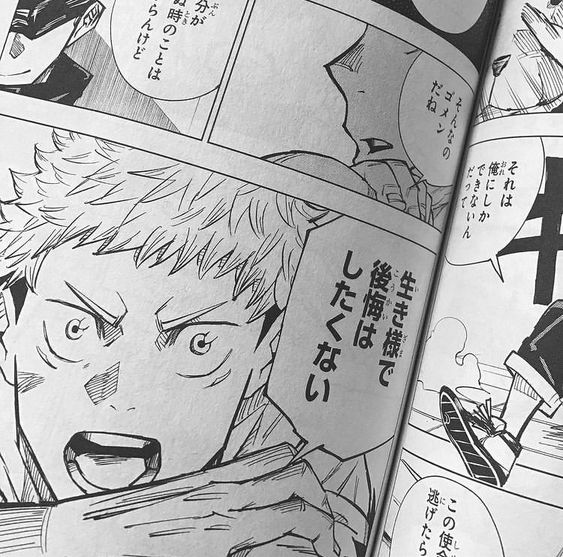 それは
俺にしか
できないん
だって
この使命
逃げたら
そんなの
ゴメン
だね
分が
ぬ時のことは
らんけど
生き様で
後悔は
したくない